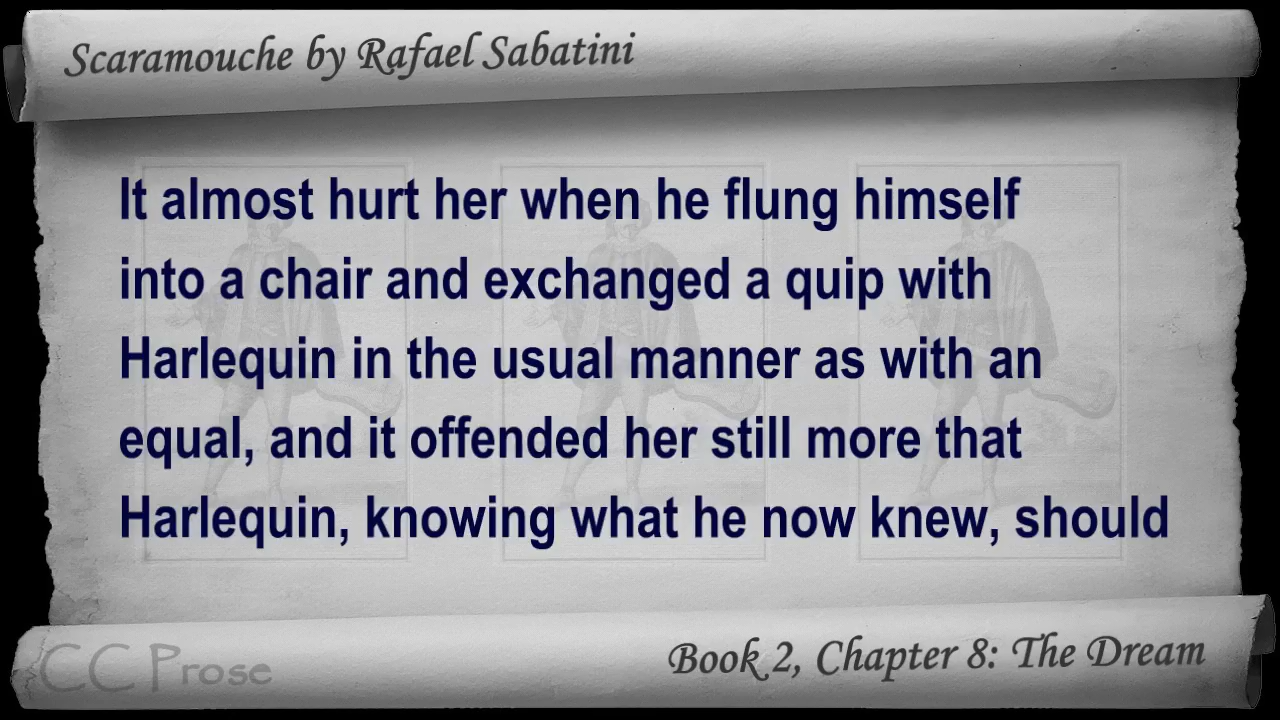 Scaramouche by Rafael Sabatini
It almost hurt her when he flung himself
into a chair and exchanged a quip with
Harlequin in the usual manner as with an
equal, and it offended her still more that
Harlequin, knowing what he now knew, should
CC Prose
Book 2, Chapter 8: The Dream